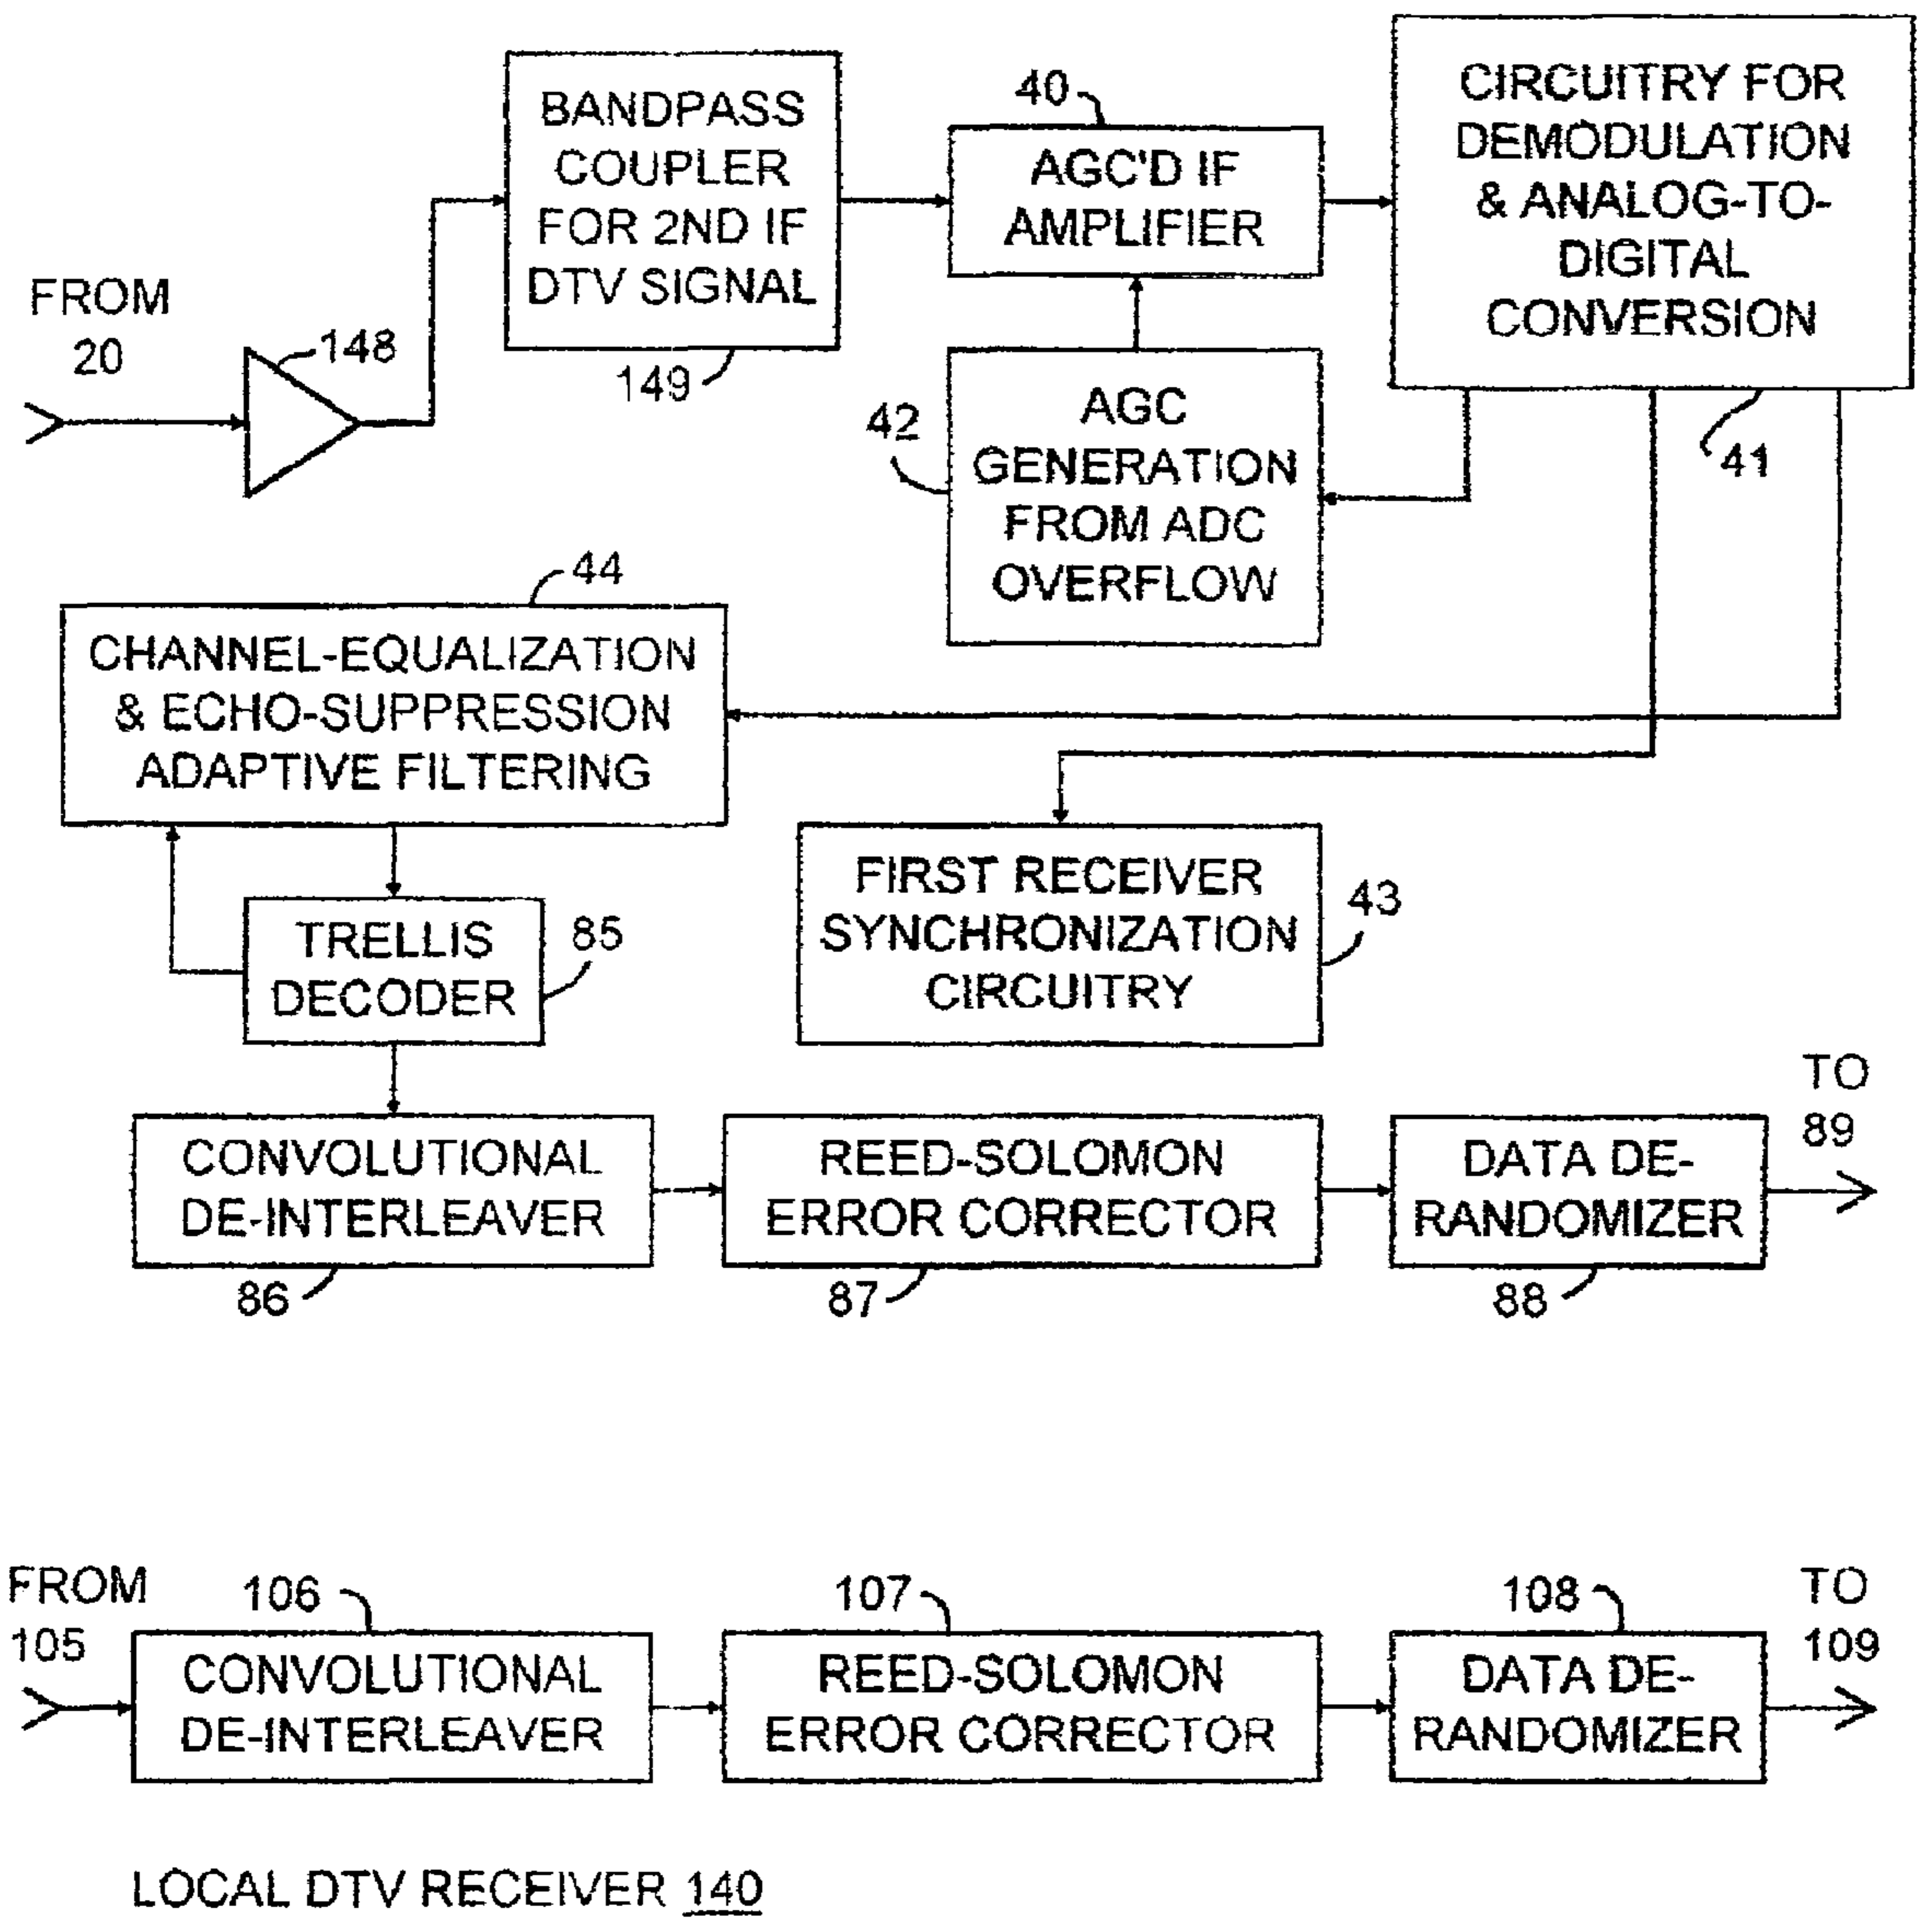 BANDPASS
COUPLER
FOR 2ND IF
DTV SIGNAL
149
40
AGC'D IF
AMPLIFIER
CIRCUITRY FOR
DEMODULATION
& ANALOG-TO-
DIGITAL
CONVERSION
41
FROM
20
148
42
AGC
GENERATION
FROM ADC
OVERFLOW
44
CHANNEL-EQUALIZATION
& ECHO-SUPPRESSION
ADAPTIVE FILTERING
FIRST RECEIVER
SYNCHRONIZATION
CIRCUITRY
43
TRELLIS
DECODER
85
CONVOLUTIONAL
DE-INTERLEAVER
86
REED-SOLOMON
ERROR CORRECTOR
87
DATA DE-
RANDOMIZER
88
TO
89
FROM
105
106
CONVOLUTIONAL
DE-INTERLEAVER
107
REED-SOLOMON
ERROR CORRECTOR
108
DATA DE-
RANDOMIZER
TO
109
LOCAL DTV RECEIVER 140